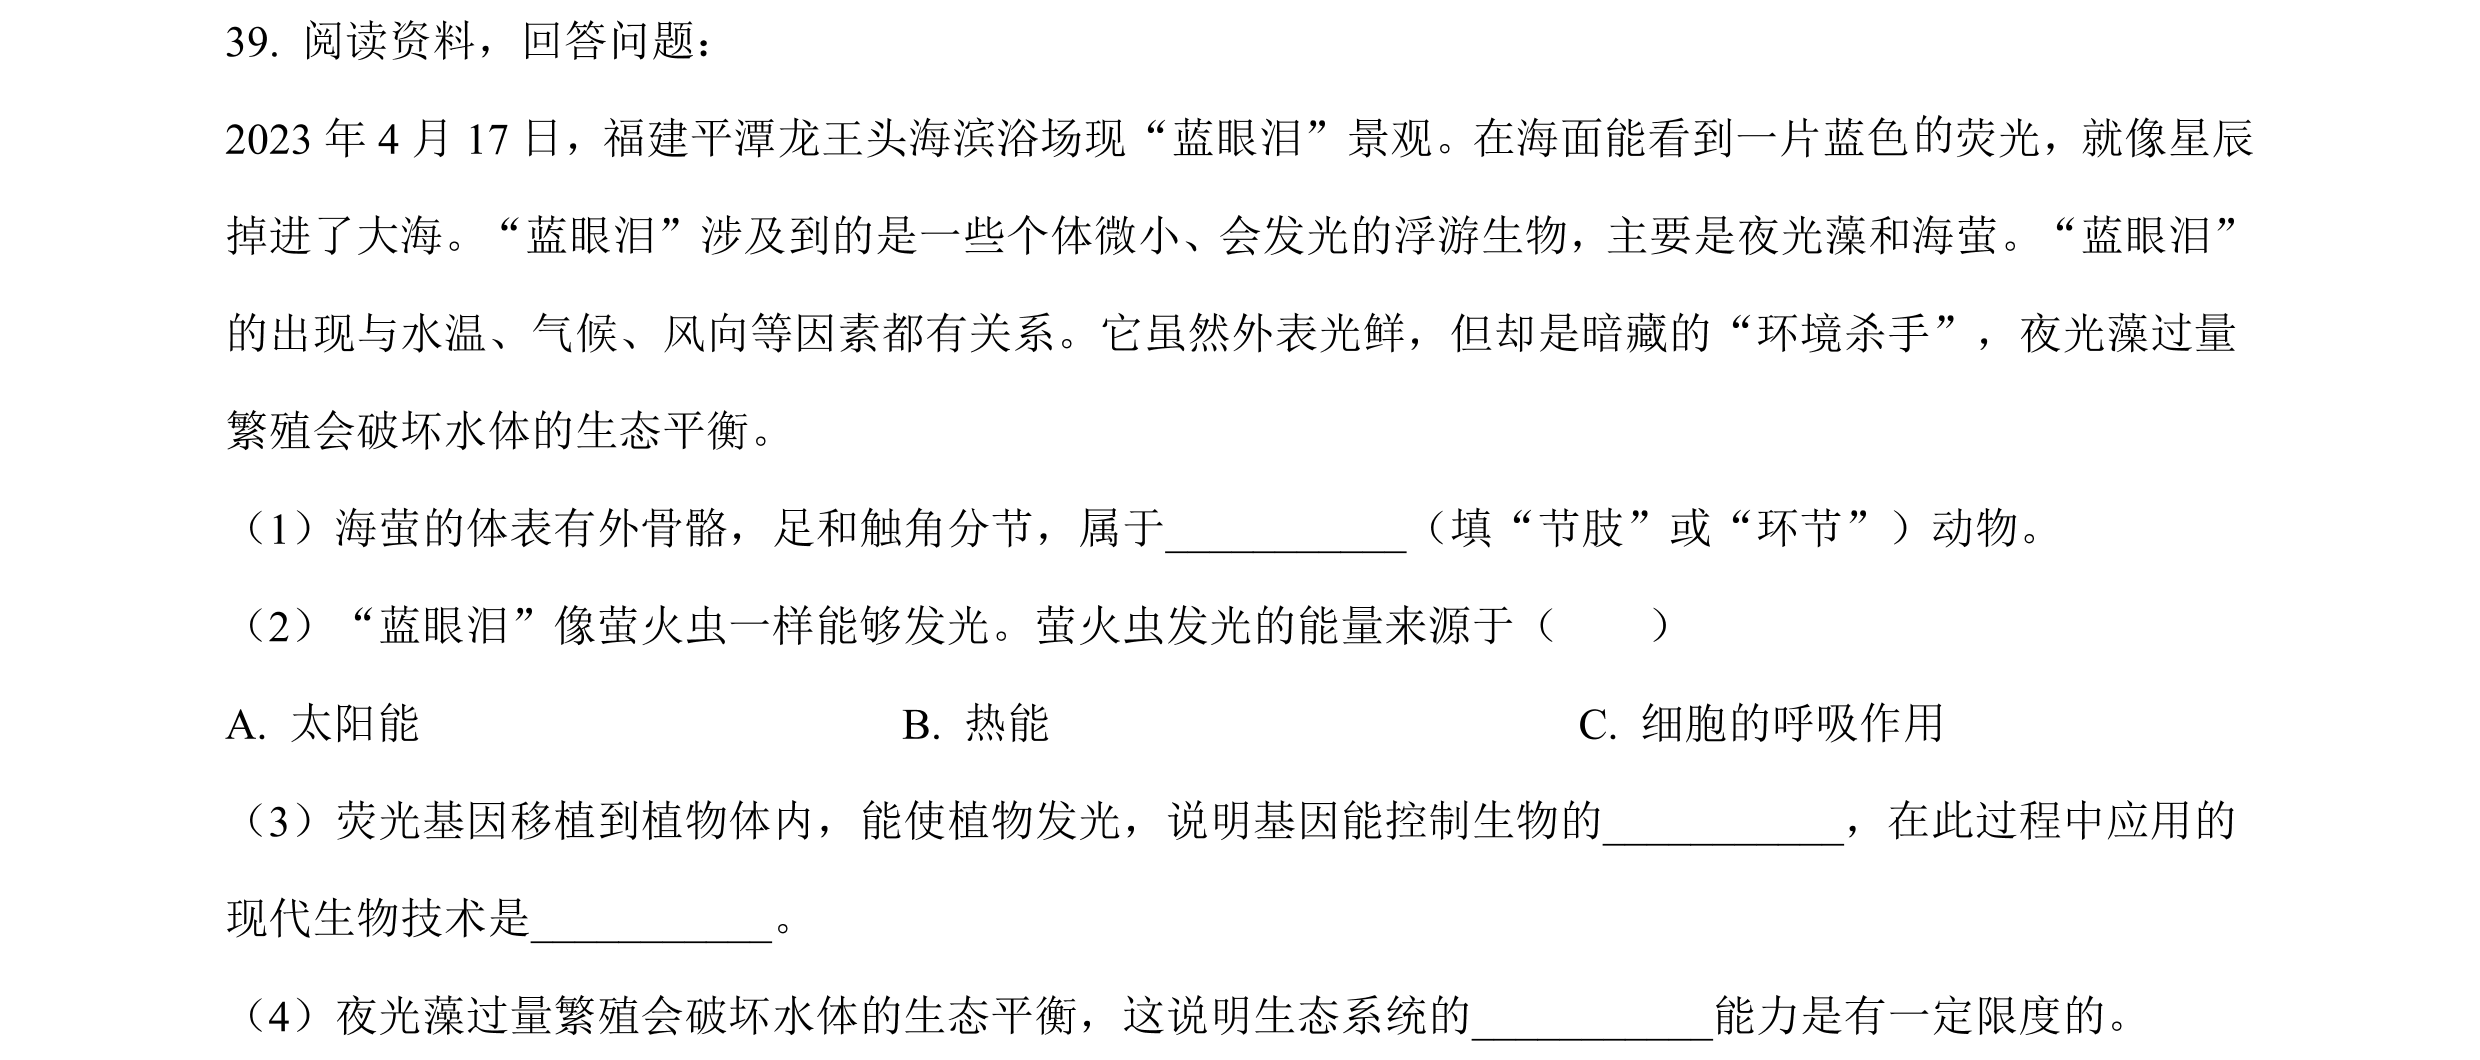 39. 阅读资料，回答问题：
2023 年 4 月 17 日，福建平潭龙王头海滨浴场现“蓝眼泪”景观。在海面能看到一片蓝色的荧光，就像星辰
掉进了大海。“蓝眼泪”涉及到的是一些个体微小、会发光的浮游生物，主要是夜光藻和海萤。“蓝眼泪”
的出现与水温、气候、风向等因素都有关系。它虽然外表光鲜，但却是暗藏的“环境杀手”，夜光藻过量
繁殖会破坏水体的生态平衡。
（1）海萤的体表有外骨骼，足和触角分节，属于___________（填“节肢”或“环节”）动物。
（2）“蓝眼泪”像萤火虫一样能够发光。萤火虫发光的能量来源于（　　）
A. 太阳能 B. 热能 C. 细胞的呼吸作用
（3）荧光基因移植到植物体内，能使植物发光，说明基因能控制生物的___________，在此过程中应用的
现代生物技术是___________。
（4）夜光藻过量繁殖会破坏水体的生态平衡，这说明生态系统的___________能力是有一定限度的。